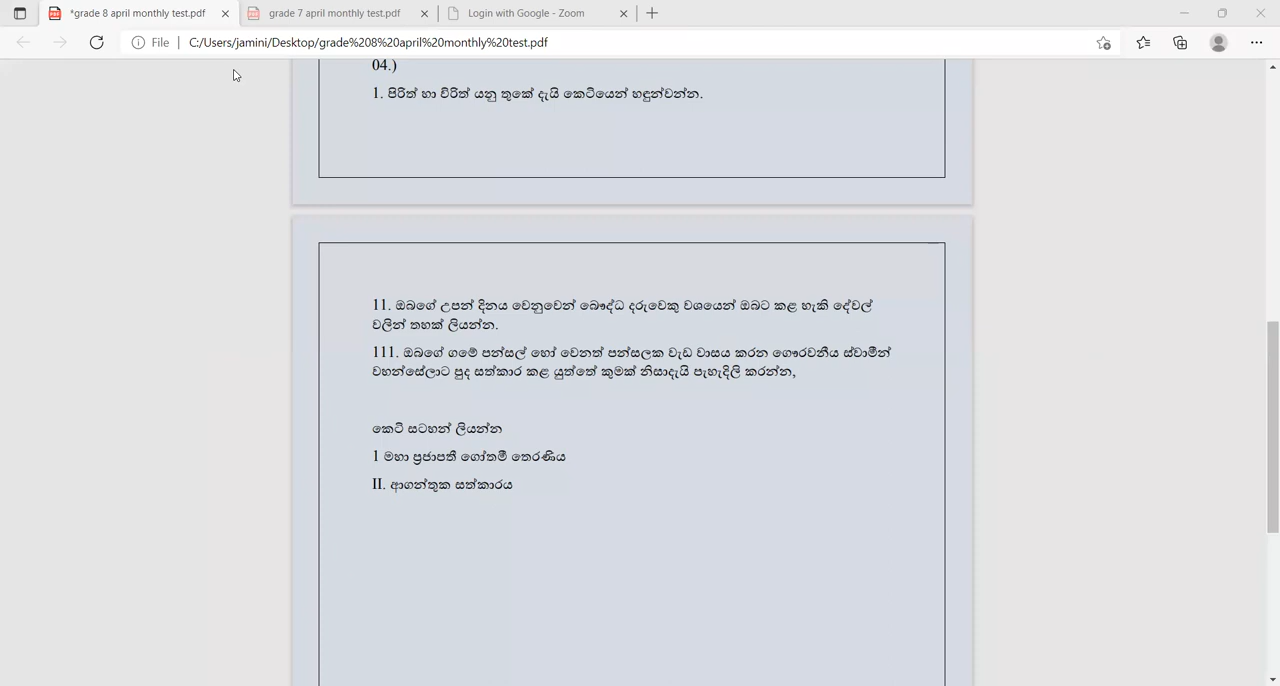 *grade 8 april monthly test.pdf
grade 7 april monthly test.pdf
Login with Google - Zoom
File
C:/Users/jamini/Desktop/grade%208%20april%20monthly%20test.pdf
04.)
1. පිරිත් හා විරිත් යනු තුකේ දැයි කෙටියෙන් හඳුන්වන්න.
11. ඔබගේ උපන් දිනය වෙනුවෙන් බෞද්ධ දරුවෙකු වශයෙන් ඔබට කළ හැකි දේවල්
වලින් තහක් ලියන්න.
111. ඔබගේ ගමේ පන්සල් හෝ වෙනත් පන්සලක වැඩ වාසය කරන ගෞරවනීය ස්වාමීන්
වහන්සේලාට පුද සත්කාර කළ යුත්තේ කුමක් නිසාදැයි පැහැදිලි කරන්න,
කෙටි සටහන් ලියන්න
1 මහා ප්‍රජාපතී ගෝතමී තෙරණිය
II. ආගන්තුක සත්කාරය